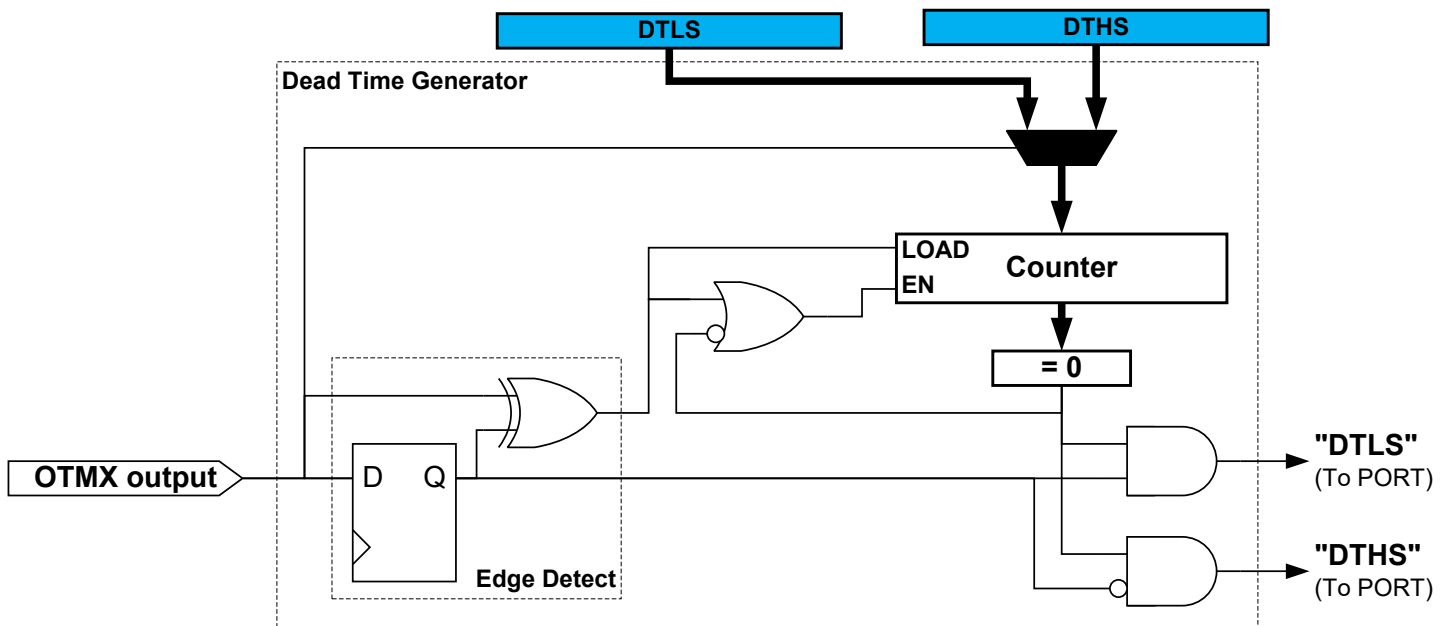 DTLS
DTHS
Dead Time Generator
LOAD
Counter
EN
= 0
OTMX output
D
Q
Edge Detect
"DTLS"
(To PORT)
"DTHS"
(To PORT)